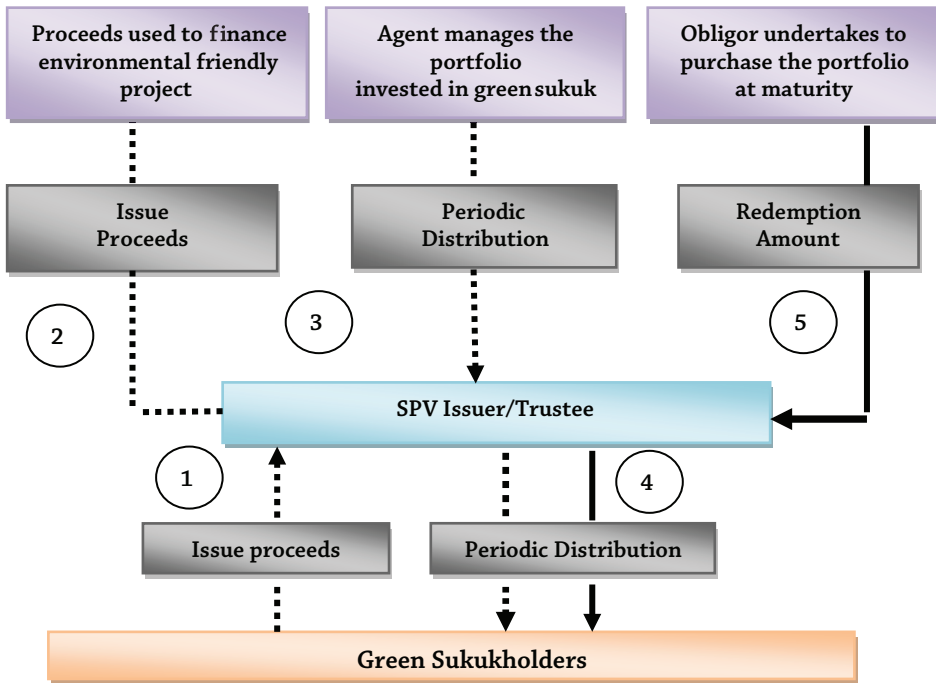 Proceeds used to finance
environmental friendly
project
Agent manages the
portfolio
invested in green sukuk
Obligor undertakes to
purchase the portfolio
at maturity
Issue
Proceeds
Periodic
Distribution
Redemption
Amount
2
3
5
SPV Issuer/Trustee
1
4
Issue proceeds
Periodic Distribution
Green Sukukholders